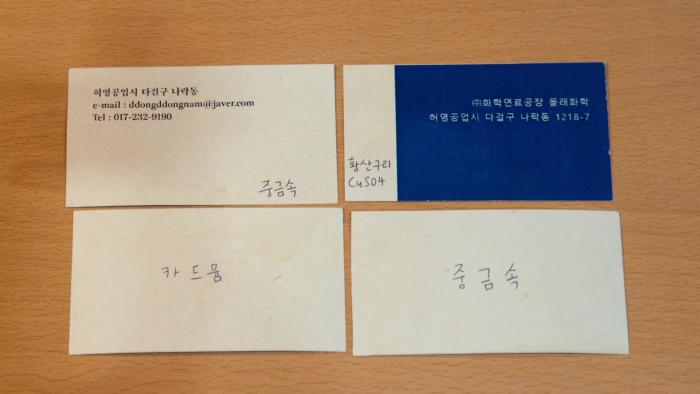 허영공업시 다걸구 나락동
e-mail : ddongddongnam@javer.com
Tel : 017-232-9190
중금속
㈜화학연료공장 몰래화학
허영공업시 다걸구 나락동 1218-7
황산구리
CuSO4
카드뮴
중금속